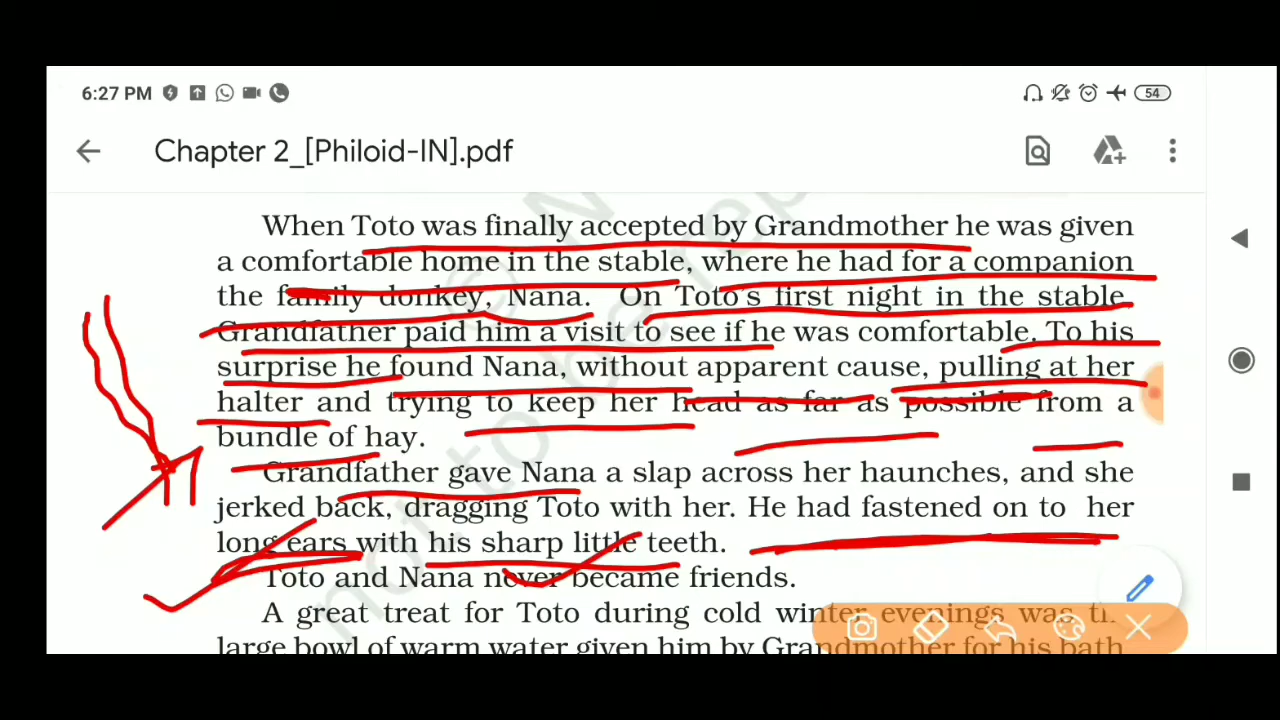 6:27 PM 54
Chapter 2_[Philoid-IN].pdf
When Toto was finally accepted by Grandmother he was given
a comfortable home in the stable, where he had for a companion
the family donkey, Nana. On Toto's first night in the stable
Grandfather paid him a visit to see if he was comfortable. To his
surprise he found Nana, without apparent cause, pulling at her
halter and trying to keep her head as far as possible from a
bundle of hay.
Grandfather gave Nana a slap across her haunches, and she
jerked back, dragging Toto with her. He had fastened on to her
long ears with his sharp little teeth.
Toto and Nana never became friends.
A great treat for Toto during cold winter evenings was
large bowl of warm water given him by Grandmother for his bath